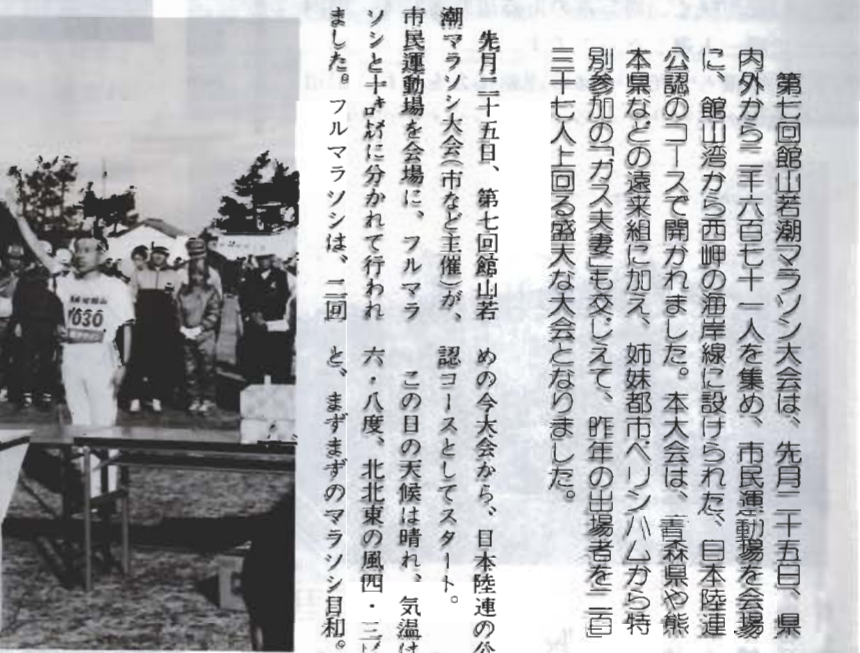 第七回館山若潮マラソン大会は、先月二十五日、県
内外から二千六百七十一人を集め、市民運動場を会場
に、館山湾から西岬の海岸線に設けられた、日本陸連
公認のコースで開かれました。本大会は、青森県や熊
本県などの遠来組に加え、姉妹都市ベリンハムから特
別参加の「ガス夫妻」も交じえて、昨年の出場者を二百
三十七人上回る盛大な大会となりました。
先月二十五日、第七回館山若
潮マラソン大会(市など主催)が、
市民運動場を会場に、フルマラ
ソンと十㌔に分かれて行われ
ました。フルマラソンは、二回
めの今大会から、日本陸連の公
認コースとしてスタート。
この日の天候は晴れ、気温は
六・八度、北北東の風四・三
と、まずまずのマラソン日和。
1030